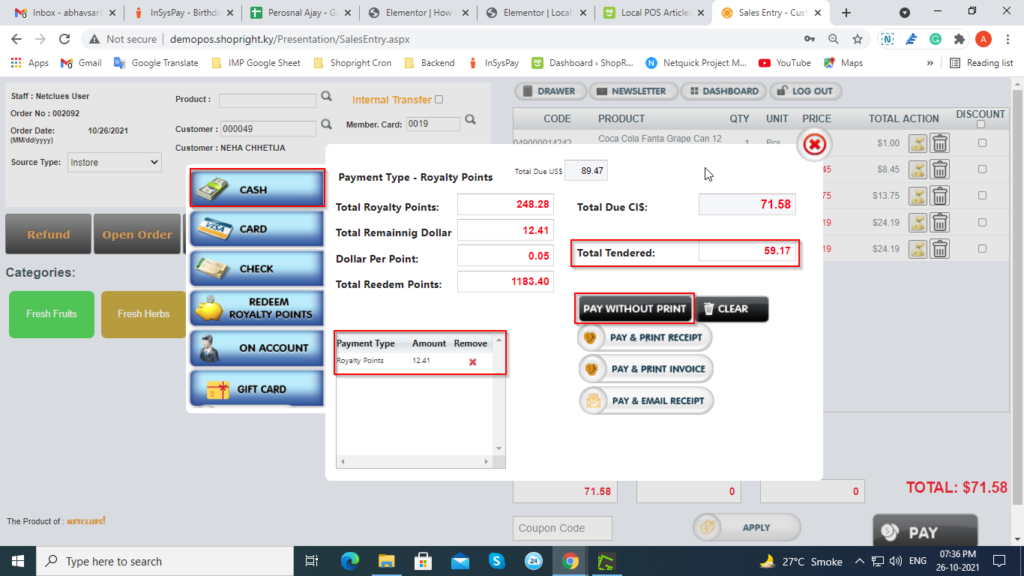 Inbox - abhavsar
InSysPay - Birthda
Perosnal Ajay - G
Elementor | How
Elementor | Local
Local POS Article
Sales Entry - Cus
Not secure | demopos.shopright.ky/Presentation/SalesEntry.aspx
Apps Gmail Google Translate IMP Google Sheet Shopright Cron Backend InSysPay Dashboard ‹ ShopR... Netquick Project M... YouTube Maps » Reading list
Staff : Netclues User
Order No : 002092
Order Date: 10/26/2021
(MM/dd/yyyy)
Source Type: Instore
Product :
Customer : 000049
Customer : NEHA CHHETIJA
Internal Transfer
Member. Card: 0019
DRAWER NEWSLETTER DASHBOARD LOG OUT
CODE PRODUCT QTY UNIT PRICE TOTAL ACTION DISCOUNT
049000014242 Coca Cola Fanta Grape Can 12 1 Pcs $1.00
45 $8.45
75 $13.75
19 $24.19
19 $24.19
Refund Open Order
Categories:
Fresh Fruits Fresh Herbs
CASH
CARD
CHECK
REDEEM
ROYALTY POINTS
ON ACCOUNT
GIFT CARD
Payment Type - Royalty Points Total Due US$ 89.47
Total Royalty Points: 248.28
Total Remainnig Dollar 12.41
Dollar Per Point: 0.05
Total Reedem Points: 1183.40
Total Due CI$: 71.58
Total Tendered: 59.17
PAY WITHOUT PRINT CLEAR
PAY & PRINT RECEIPT
PAY & PRINT INVOICE
PAY & EMAIL RECEIPT
Payment Type Amount Remove
Royalty Points 12.41
71.58 0 0 TOTAL: $71.58
Coupon Code APPLY PAY
The Product of : NETCLUES!
Type here to search
27°C Smoke ENG
07:36 PM
26-10-2021